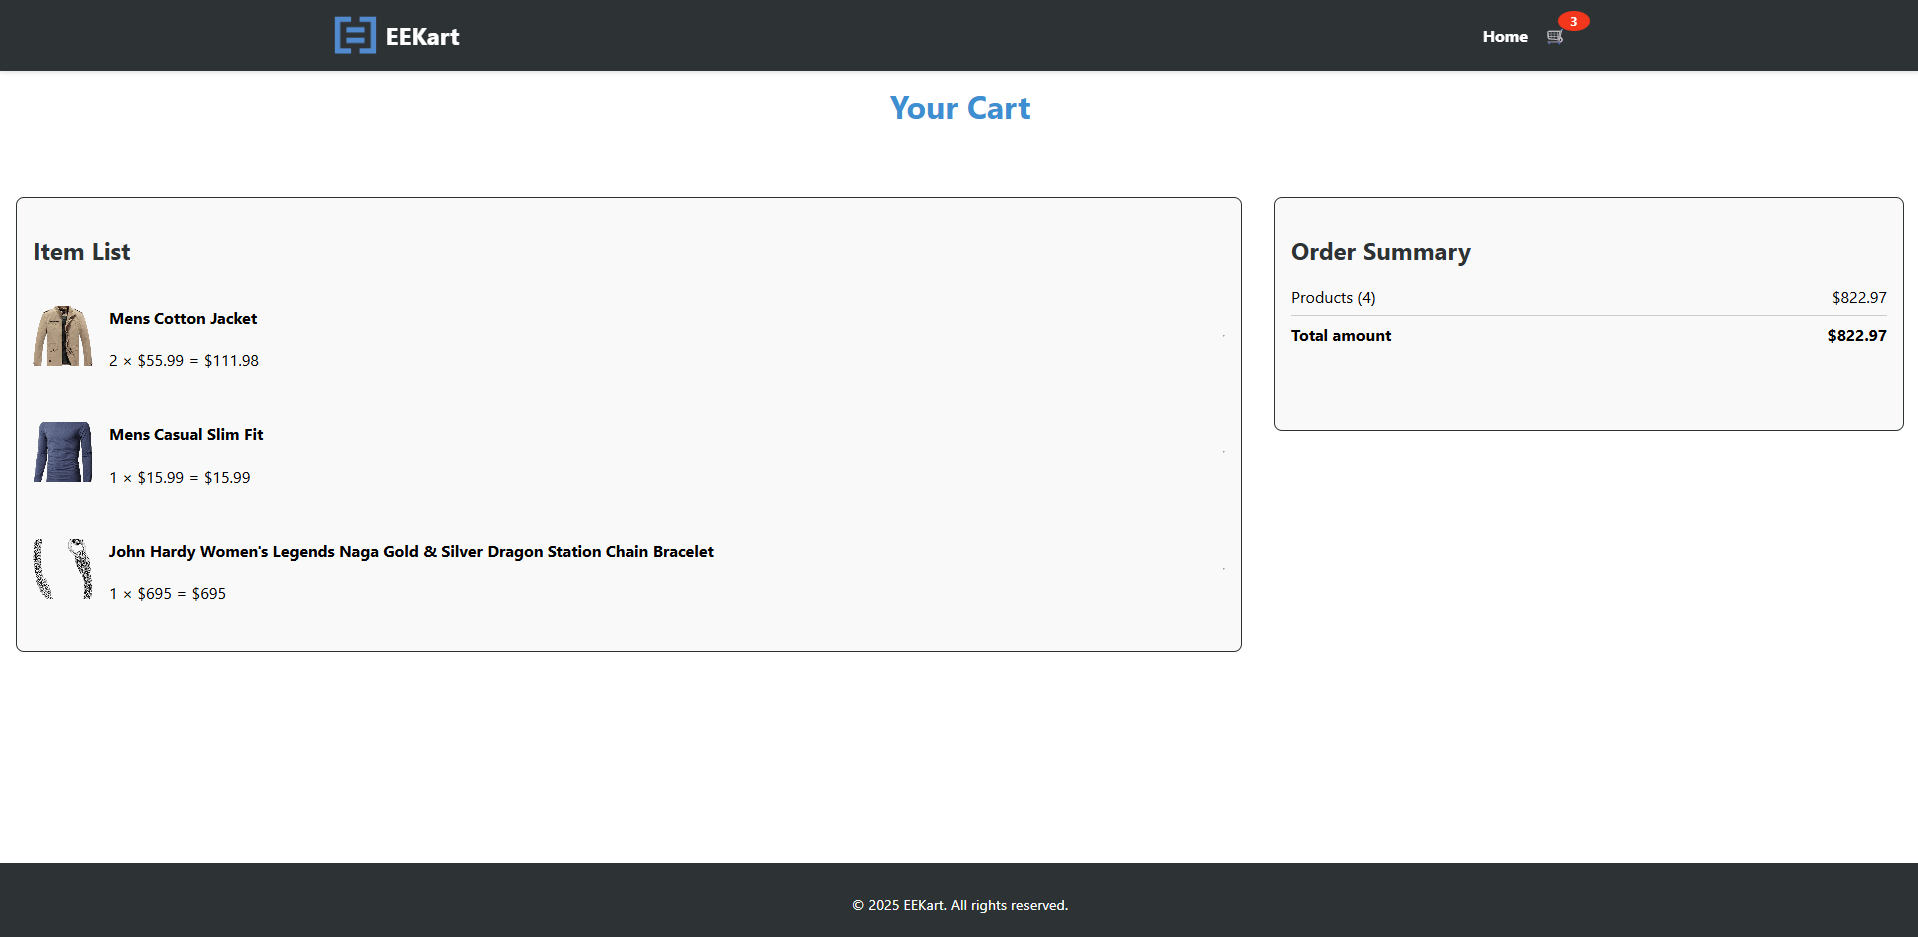 EEKart
Home
3
Your Cart
Item List
Mens Cotton Jacket
2 × $55.99 = $111.98
Mens Casual Slim Fit
1 × $15.99 = $15.99
John Hardy Women's Legends Naga Gold & Silver Dragon Station Chain Bracelet
1 × $695 = $695
Order Summary
Products (4) $822.97
Total amount $822.97
© 2025 EEKart. All rights reserved.